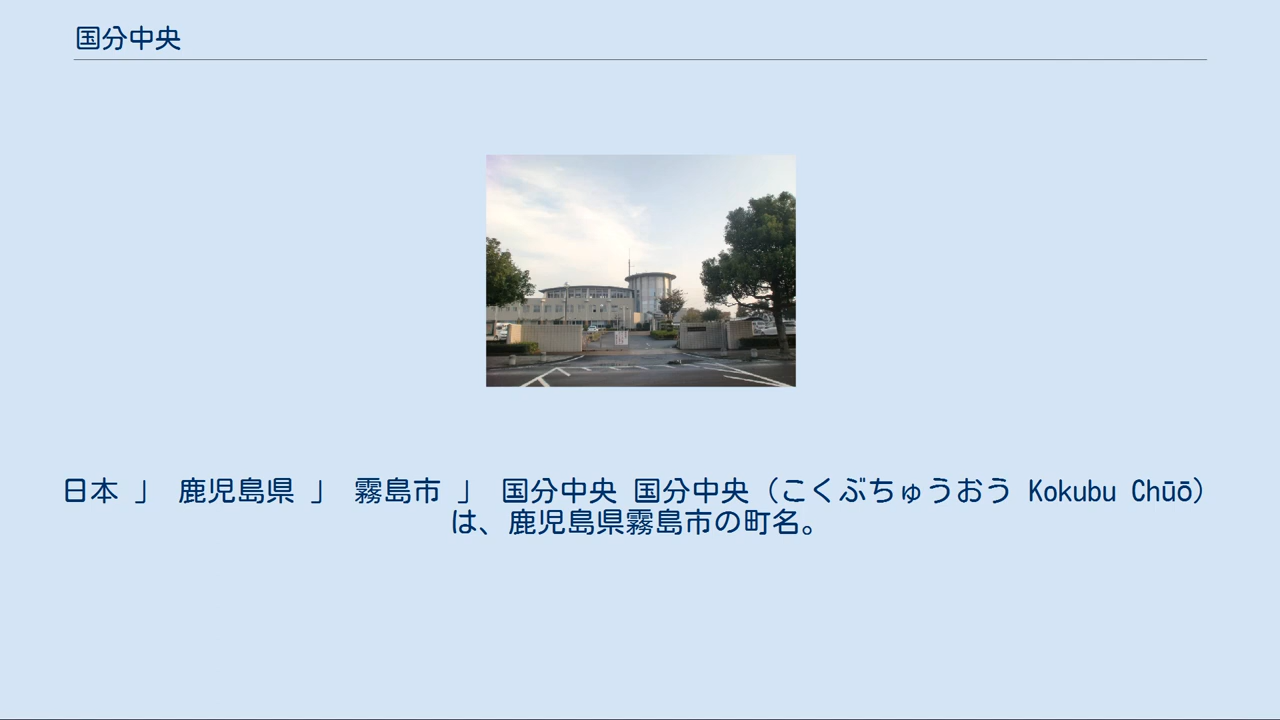 国分中央
日本 」 鹿児島県 」 霧島市 」 国分中央 国分中央（こくぶちゅうおう Kokubu Chūō）
は、鹿児島県霧島市の町名。